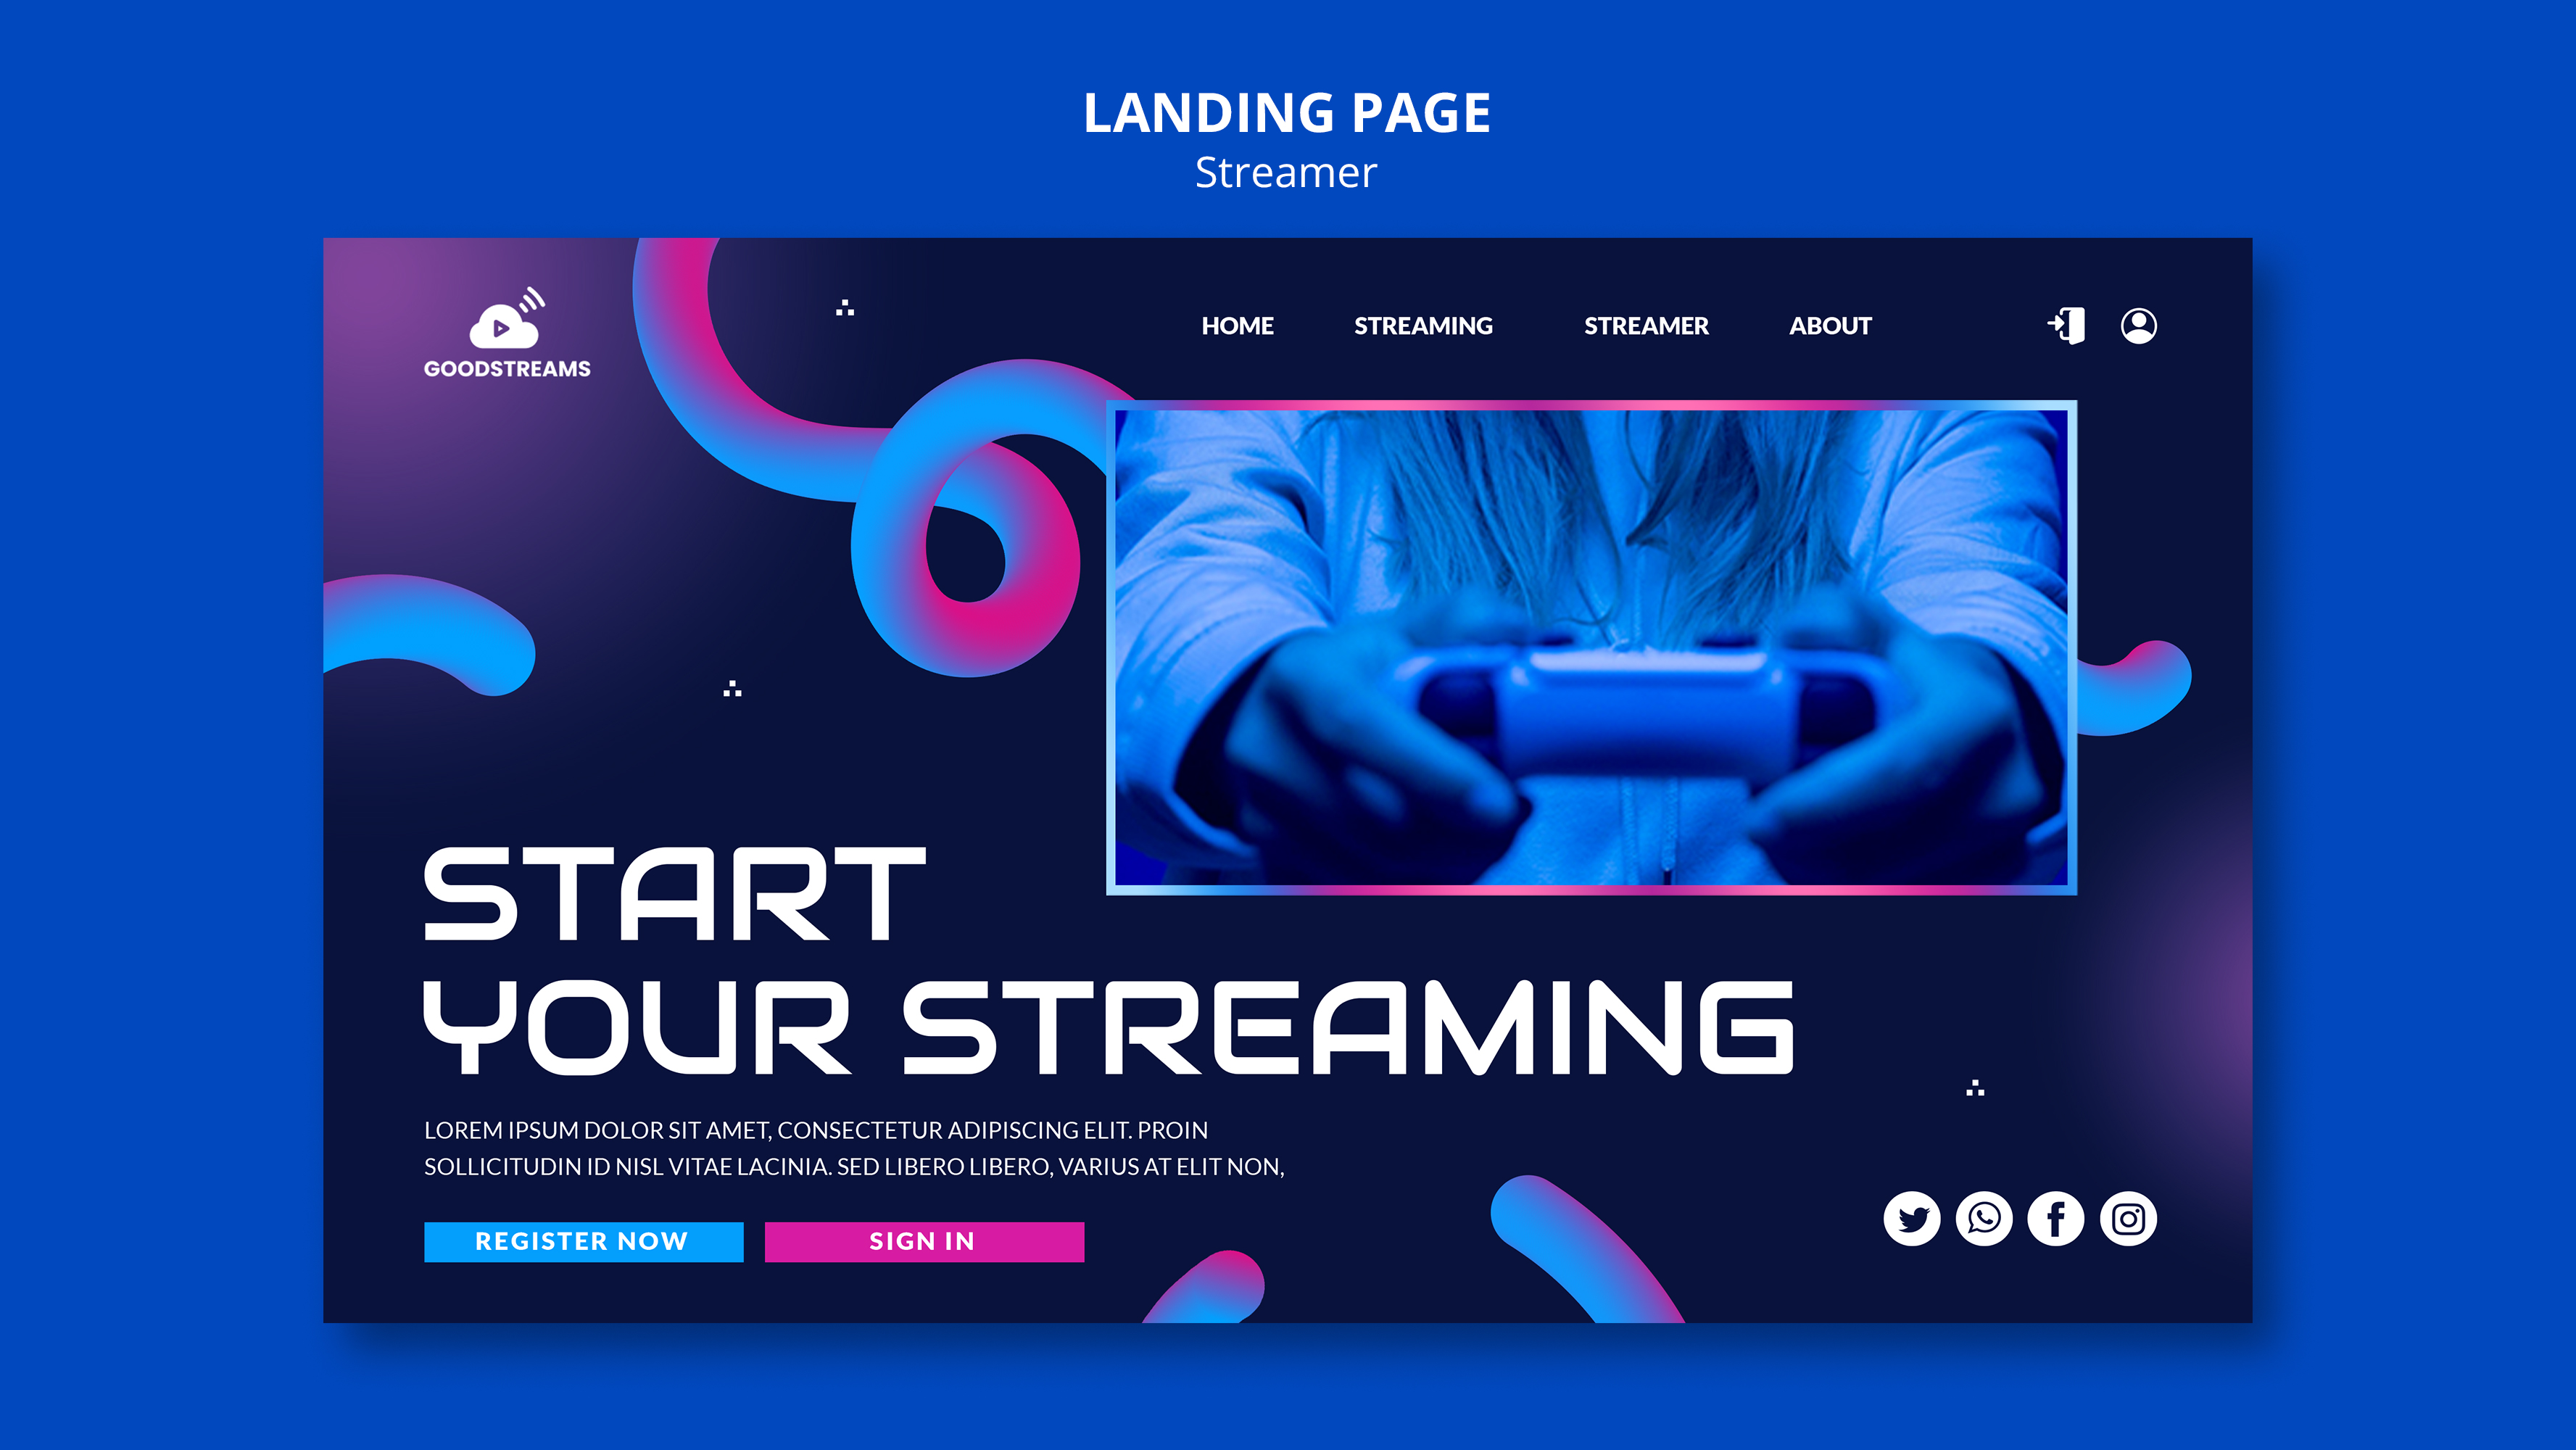 LANDING PAGE
Streamer
GOODSTREAMS
HOME
STREAMING
STREAMER
ABOUT
START
YOUR STREAMING
LOREM IPSUM DOLOR SIT AMET, CONSECTETUR ADIPISCING ELIT. PROIN
SOLLICITUDIN ID NISL VITAE LACINIA. SED LIBERO LIBERO, VARIUS AT ELIT NON,
REGISTER NOW
SIGN IN